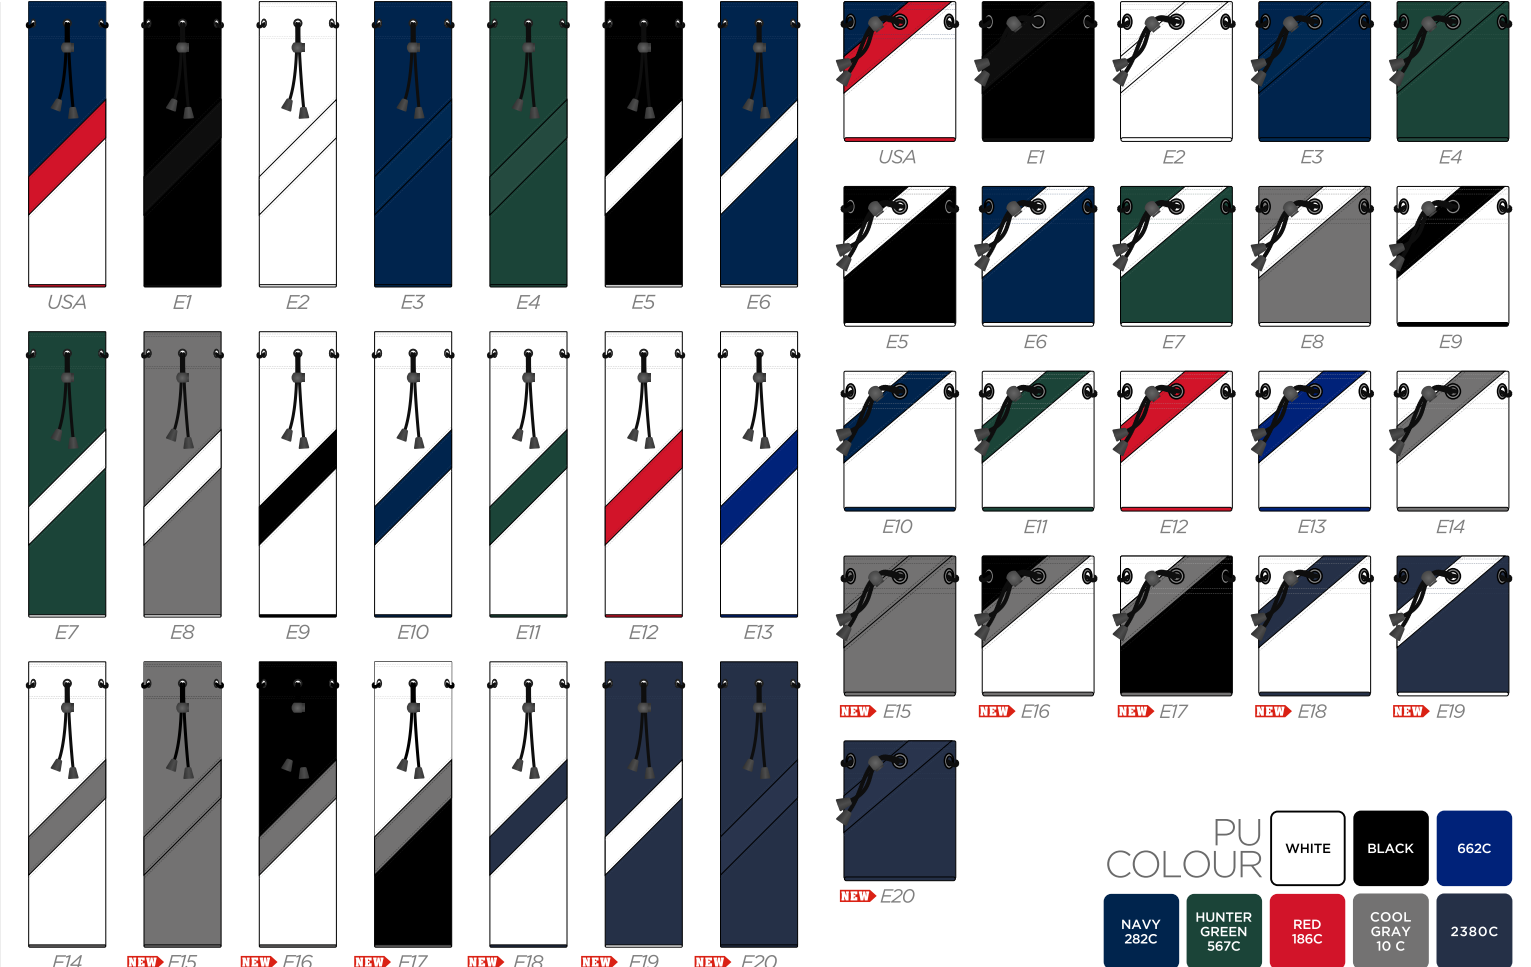 USA E1 E2 E3 E4 E5 E6
E7 E8 E9 E10 E11 E12 E13
E14 NEW E15 NEW E16 NEW E17 NEW E18 NEW E19 NEW E20
USA E1 E2 E3 E4
E5 E6 E7 E8 E9
E10 E11 E12 E13 E14
NEW E15 NEW E16 NEW E17 NEW E18 NEW E19
NEW E20
PU
COLOUR
WHITE
BLACK
662C
NAVY
282C
HUNTER
GREEN
567C
RED
186C
COOL
GRAY
10 C
2380C